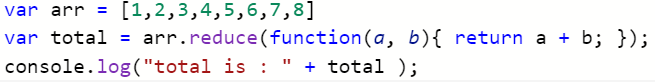 var arr = [1,2,3,4,5,6,7,8]
var total = arr.reduce(function(a, b){ return a + b; });
console.log("total is : " + total );